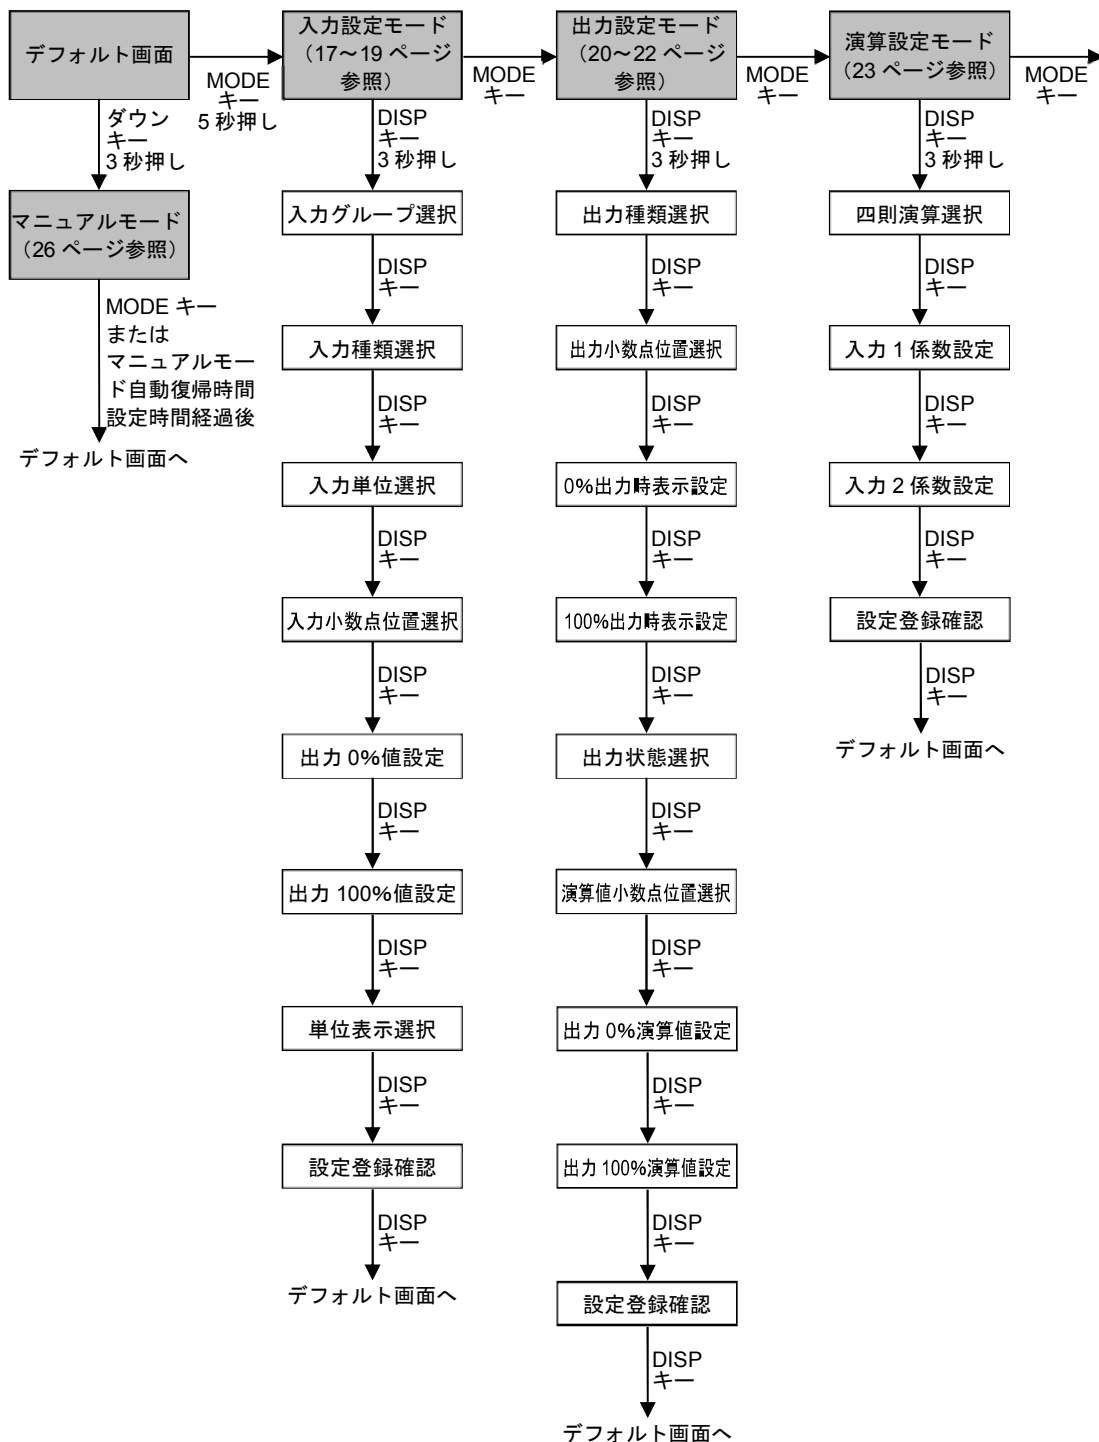 デフォルト画面
MODE
キー
5 秒押し
入力設定モード
（17～19 ページ
参照）
MODE
キー
出力設定モード
（20～22 ページ
参照）
MODE
キー
演算設定モード
（23 ページ参照）
MODE
キー
ダウン
キー
3 秒押し
マニュアルモード
（26 ページ参照）
MODE キー
または
マニュアルモー
ド自動復帰時間
設定時間経過後
デフォルト画面へ
DISP
キー
3 秒押し
入力グループ選択
DISP
キー
入力種類選択
DISP
キー
入力単位選択
DISP
キー
入力小数点位置選択
DISP
キー
出力 0%値設定
DISP
キー
出力 100%値設定
DISP
キー
単位表示選択
DISP
キー
設定登録確認
DISP
キー
デフォルト画面へ
DISP
キー
3 秒押し
出力種類選択
DISP
キー
出力小数点位置選択
DISP
キー
0%出力時表示設定
DISP
キー
100%出力時表示設定
DISP
キー
出力状態選択
DISP
キー
演算値小数点位置選択
DISP
キー
出力 0%演算値設定
DISP
キー
出力 100%演算値設定
DISP
キー
設定登録確認
DISP
キー
デフォルト画面へ
DISP
キー
3 秒押し
四則演算選択
DISP
キー
入力 1 係数設定
DISP
キー
入力 2 係数設定
DISP
キー
設定登録確認
DISP
キー
デフォルト画面へ